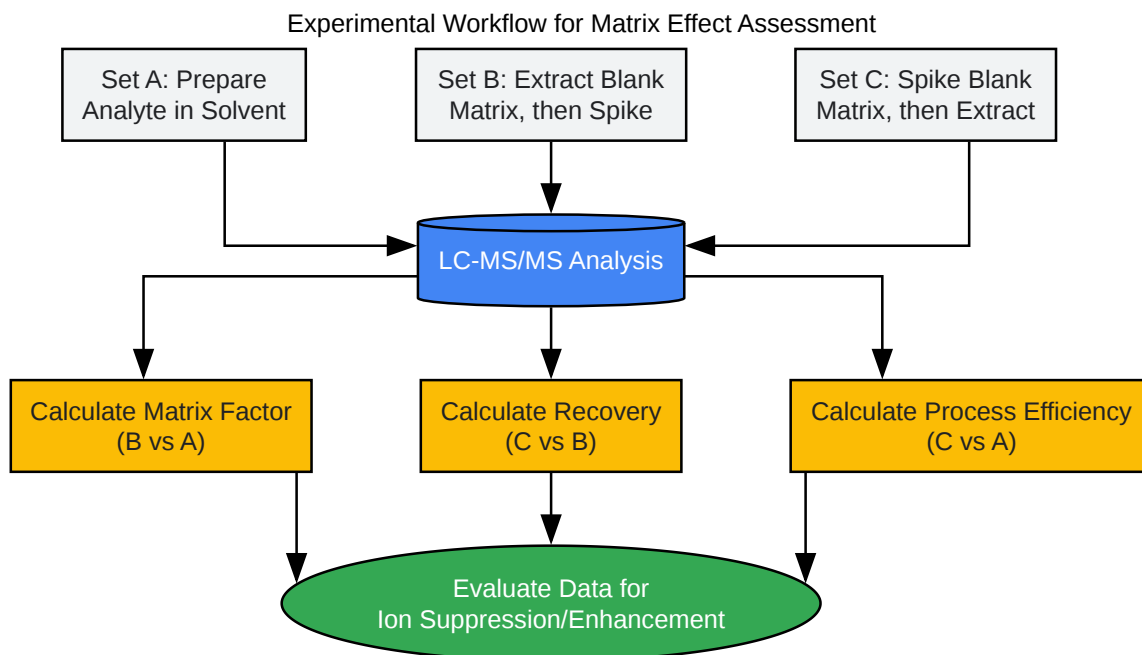 Experimental Workflow for Matrix Effect Assessment
Set A: Prepare
Analyte in Solvent
Set B: Extract Blank
Matrix, then Spike
Set C: Spike Blank
Matrix, then Extract
LC-MS/MS Analysis
Calculate Matrix Factor
(B vs A)
Calculate Recovery
(C vs B)
Calculate Process Efficiency
(C vs A)
Evaluate Data for
Ion Suppression/Enhancement